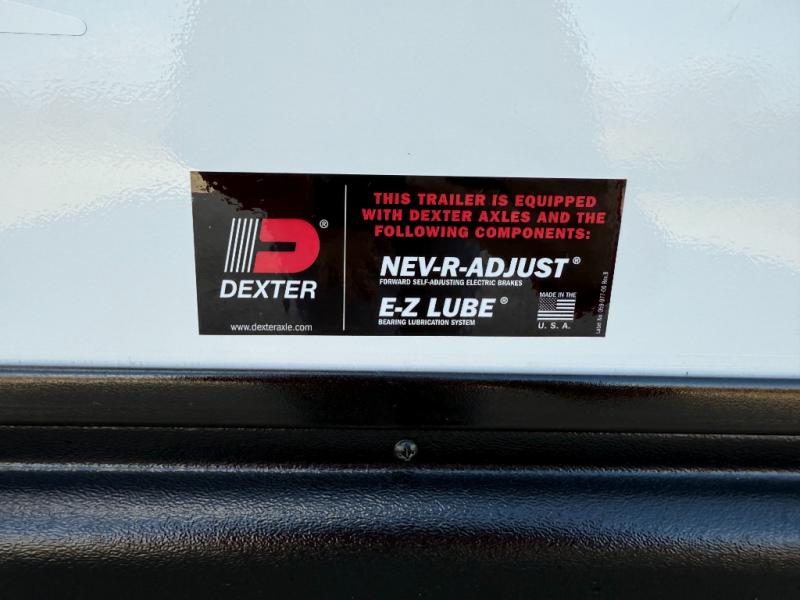 THIS TRAILER IS EQUIPPED
WITH DEXTER AXLES AND THE
FOLLOWING COMPONENTS:
NEV-R-ADJUST®
FORWARD SELF-ADJUSTING ELECTRIC BRAKES
E-Z LUBE®
BEARING LUBRICATION SYSTEM
MADE IN THE
U.S.A.
®
DEXTER
www.dexteraxle.com